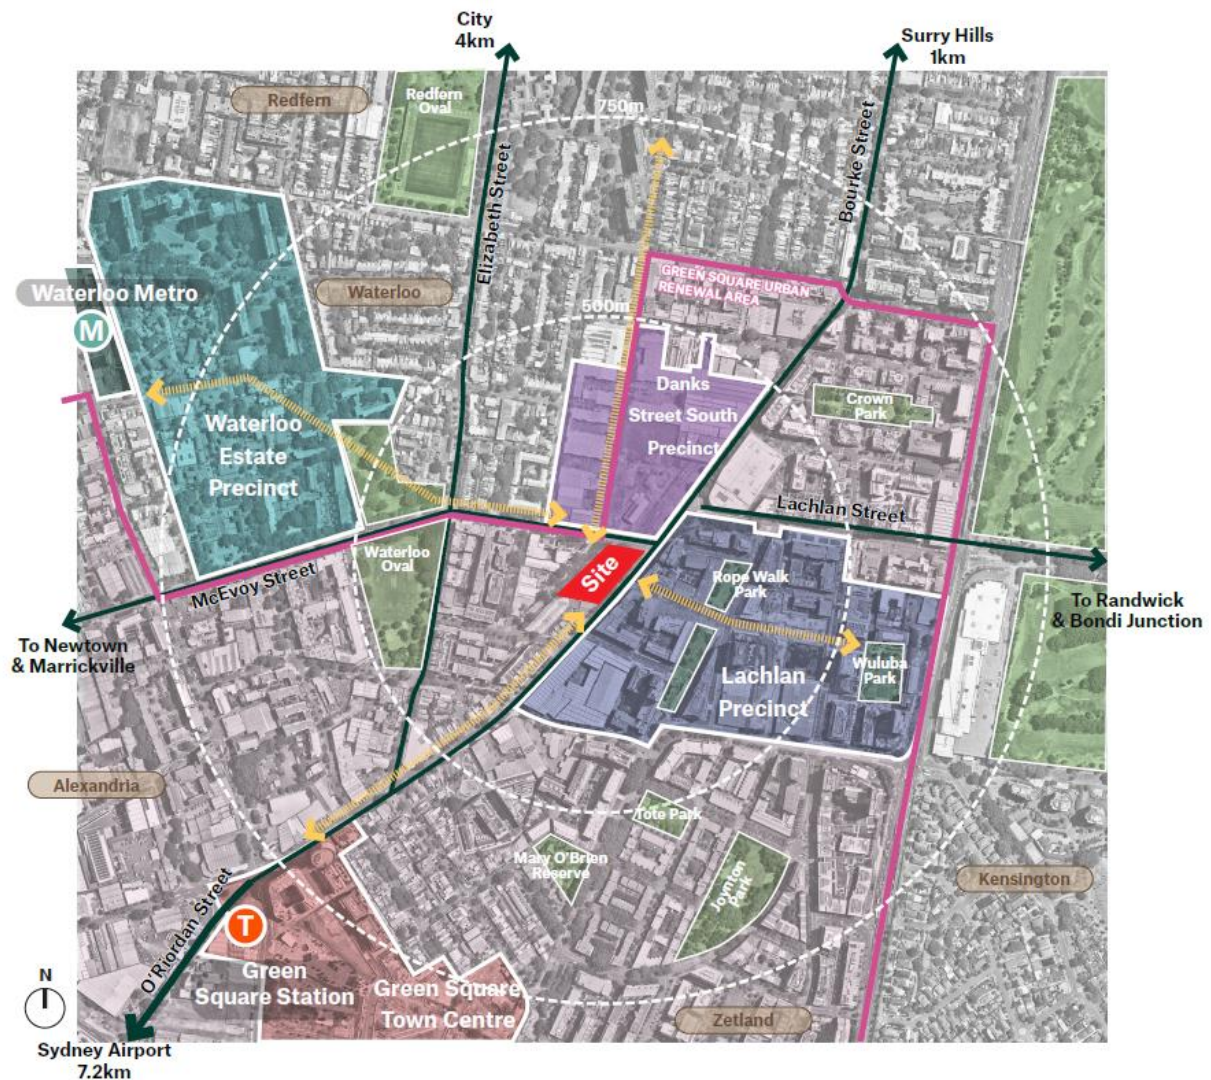 City
4km
Surry Hills
1km
Redfern
Redfern
Oval
750m
Elizabeth Street
Bourke Street
Waterloo Metro
M
Waterloo
GREEN SQUARE URBAN
RENEWAL AREA
500m
Danks
Street South
Precinct
Crown
Park
Waterloo
Estate
Precinct
Lachlan Street
Waterloo
Oval
McEvoy Street
Site
Rope Walk
Park
To Randwick
& Bondi Junction
To Newtown
& Marrickville
Wuluba
Park
Lachlan
Precinct
Alexandria
Tote Park
Mary O'Brien
Reserve
Joynton
Park
Kensington
O'Riordan Street
T
Green
Square Station
Green Square
Town Centre
N
Zetland
Sydney Airport
7.2km